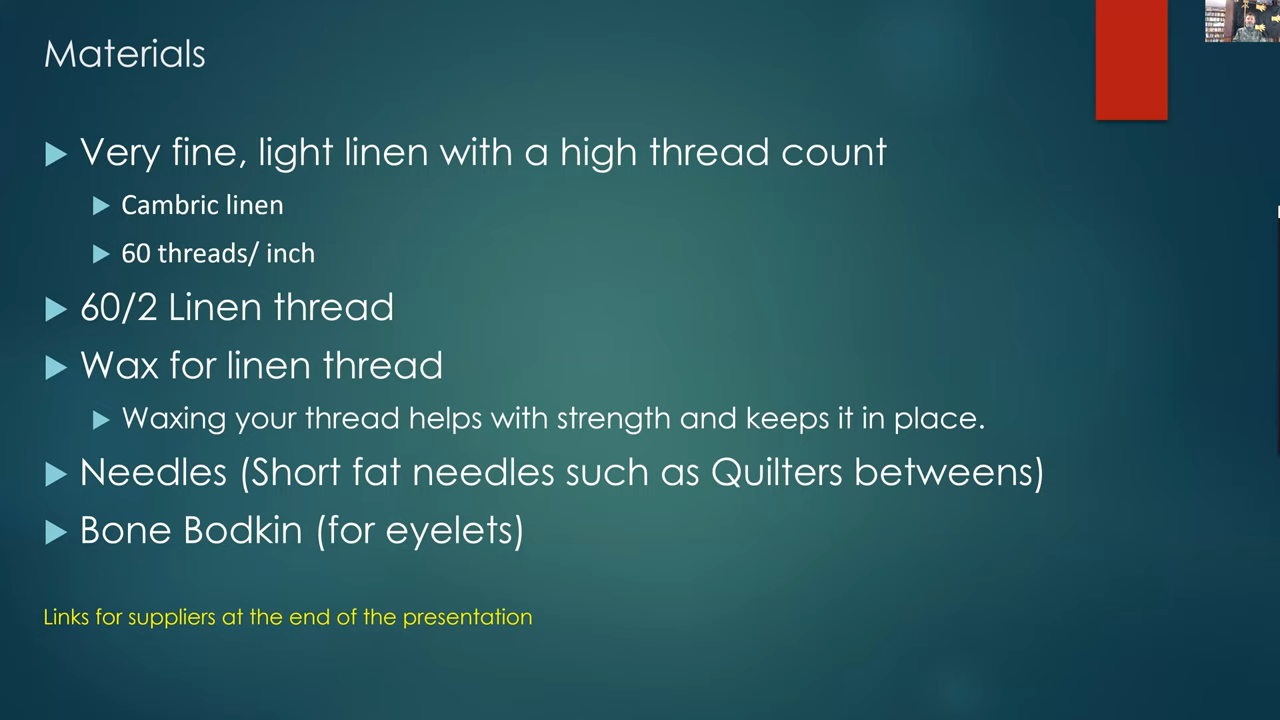 Materials
Very fine, light linen with a high thread count
Cambric linen
60 threads/ inch
60/2 Linen thread
Wax for linen thread
Waxing your thread helps with strength and keeps it in place.
Needles (Short fat needles such as Quilters betweens)
Bone Bodkin (for eyelets)
Links for suppliers at the end of the presentation